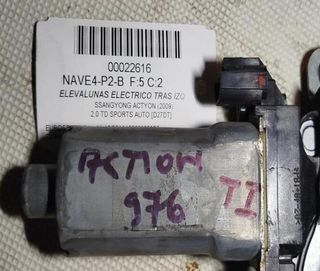 00022616
NAVE4-P2-B F:5 C:2
ELEVALUNAS ELECTRICO TRAS IZQ
SSANGYONG ACTYON (2009)
2.0 TD SPORTS AUTO [D27DT]
ACTION
976
TI